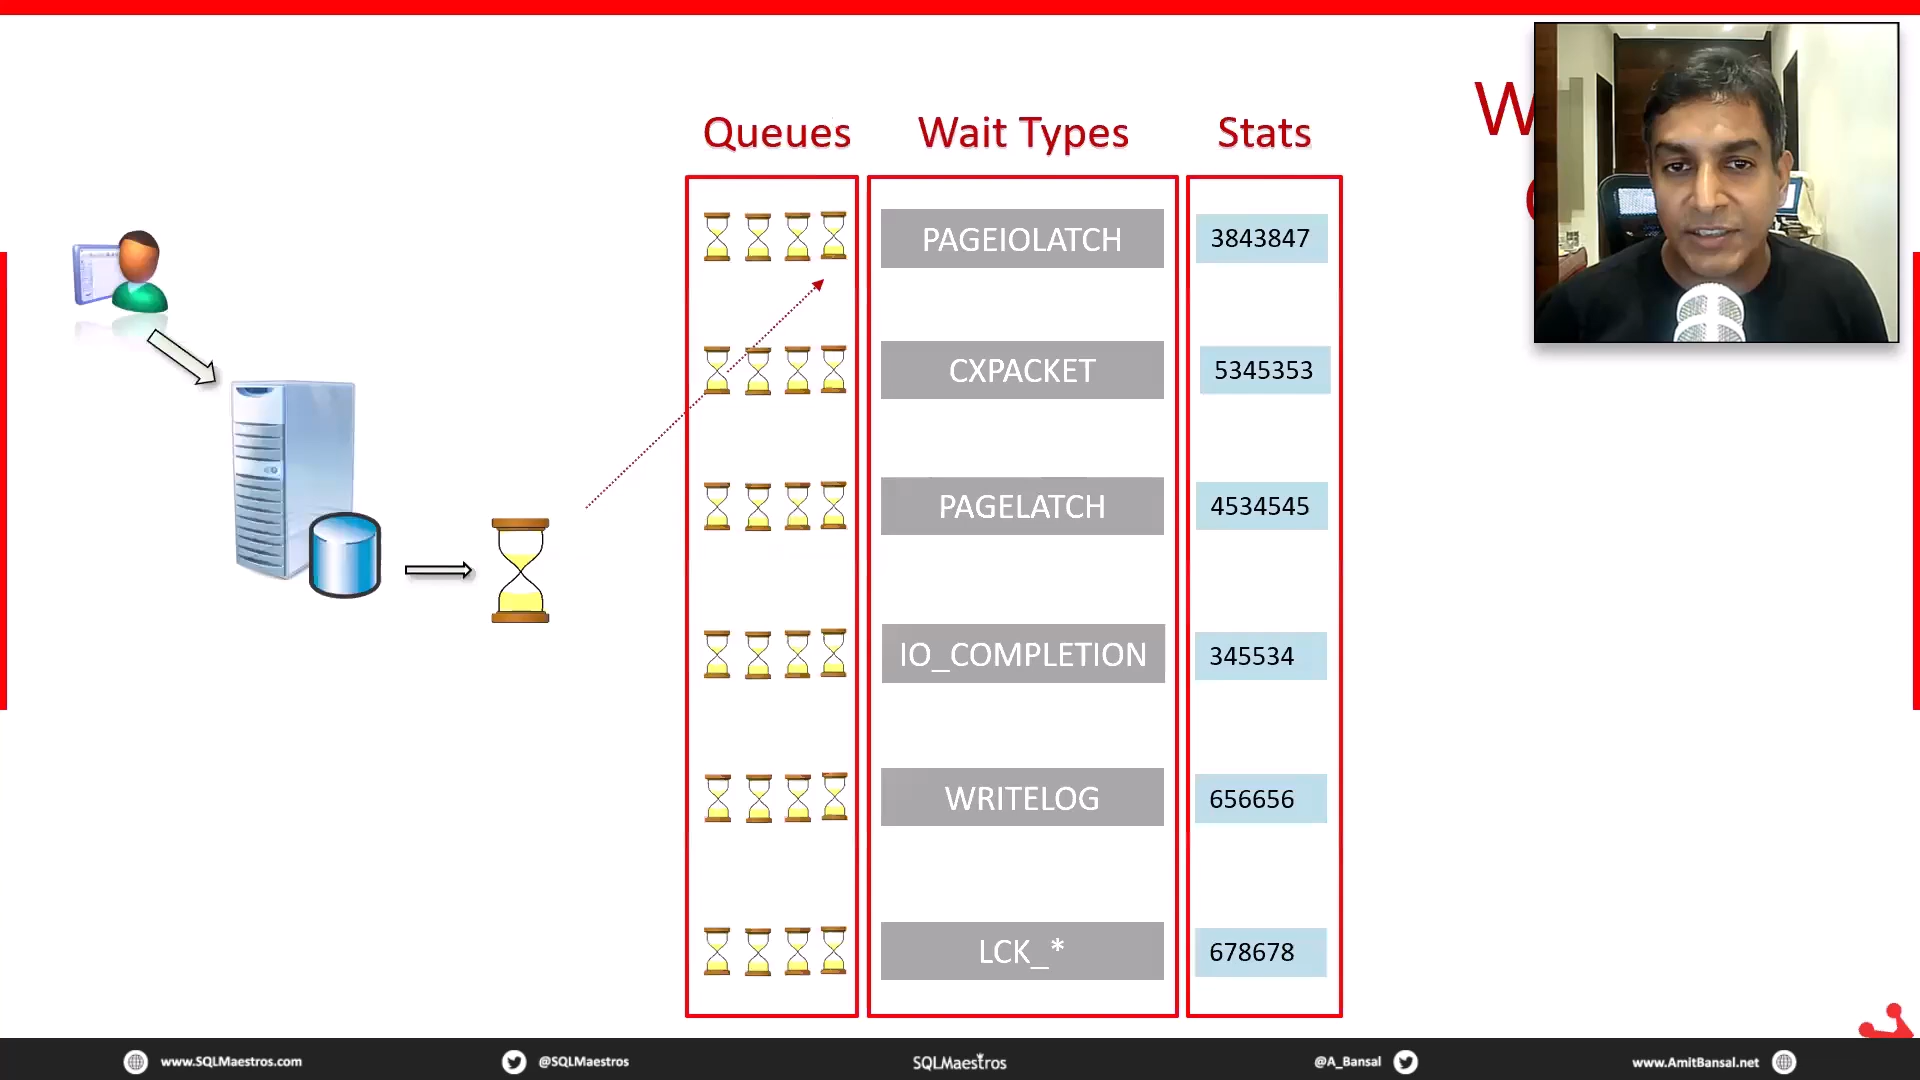 Queues Wait Types Stats
PAGEIOLATCH 3843847
CXPACKET 5345353
PAGELATCH 4534545
IO_COMPLETION 345534
WRITELOG 656656
LCK_* 678678
www.SQLMaestros.com @SQLMaestros SQLMaestros @A_Bansal www.AmitBansal.net